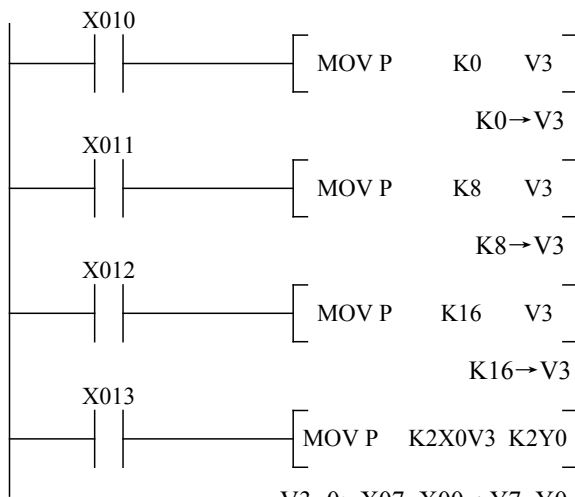 X010
MOV P K0 V3
K0→V3
X011
MOV P K8 V3
K8→V3
X012
MOV P K16 V3
K16→V3
X013
MOV P K2X0V3 K2Y0